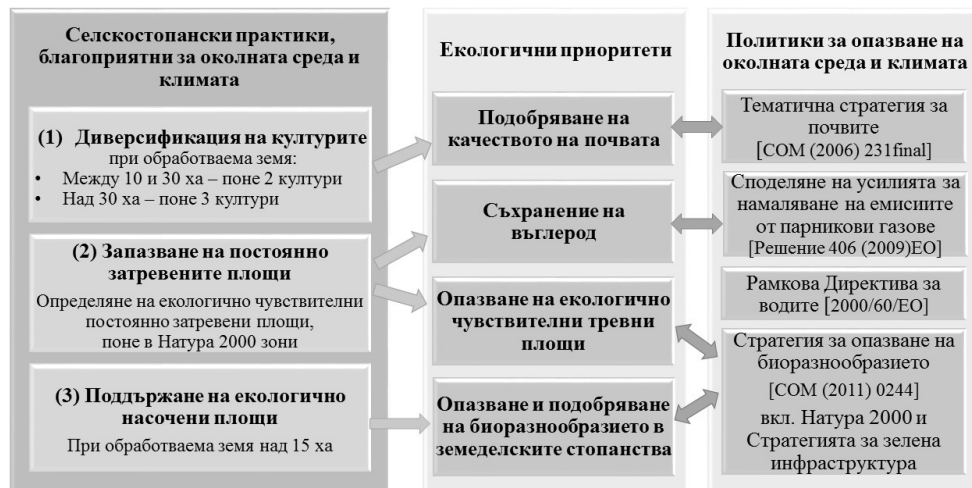 Селскостопански практики,
благоприятни за околната среда и
климата
(1) Диверсификация на културите
при обработваема земя:
• Между 10 и 30 ха – поне 2 култури
• Над 30 ха – поне 3 култури
(2) Запазване на постоянно
затревените площи
Определяне на екологично чувствителни
постоянно затревени площи,
поне в Натура 2000 зони
(3) Поддържане на екологично
насочени площи
При обработваема земя над 15 ха
Екологични приоритети
Подобряване на
качеството на почвата
Съхранение на
въглерод
Опазване на екологично
чувствителни тревни
площи
Опазване и подобряване
на биоразнообразието в
земеделските стопанства
Политики за опазване на
околната среда и климата
Тематична стратегия за
почвите
[COM (2006) 231final]
Споделяне на усилията за
намаляване на емисиите
от парникови газове
[Решение 406 (2009)ЕО]
Рамкова Директива за
водите [2000/60/ЕО]
Стратегия за опазване на
биоразнообразието
[COM (2011) 0244]
вкл. Натура 2000 и
Стратегията за зелена
инфраструктура